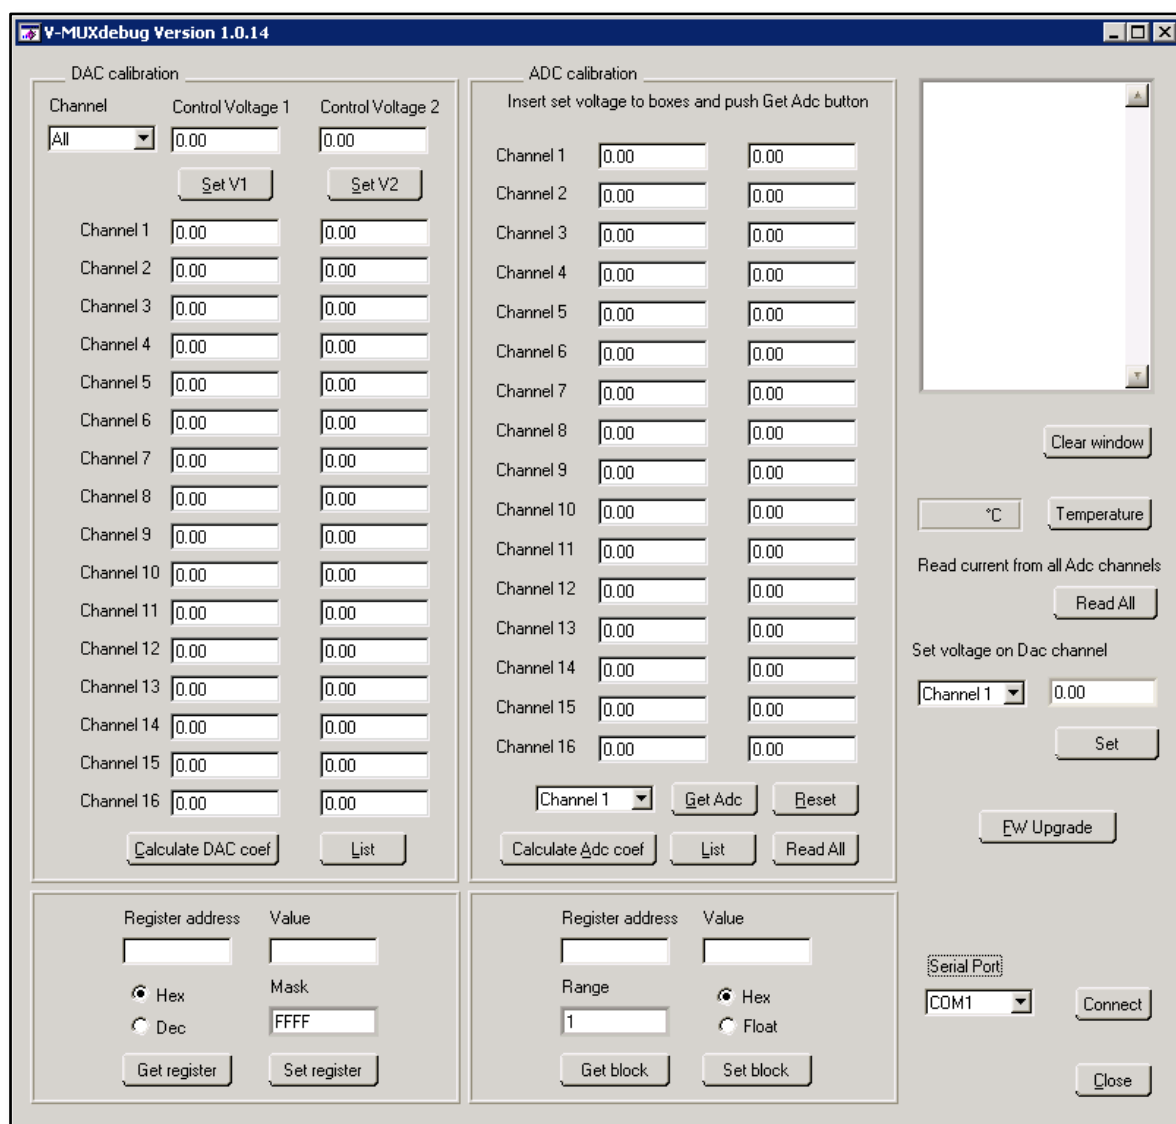 V-MUXdebug Version 1.0.14
DAC calibration
Channel Control Voltage 1 Control Voltage 2
All 0.00 0.00
Set V1 Set V2
Channel 1 0.00 0.00
Channel 2 0.00 0.00
Channel 3 0.00 0.00
Channel 4 0.00 0.00
Channel 5 0.00 0.00
Channel 6 0.00 0.00
Channel 7 0.00 0.00
Channel 8 0.00 0.00
Channel 9 0.00 0.00
Channel 10 0.00 0.00
Channel 11 0.00 0.00
Channel 12 0.00 0.00
Channel 13 0.00 0.00
Channel 14 0.00 0.00
Channel 15 0.00 0.00
Channel 16 0.00 0.00
Calculate DAC coef List
ADC calibration
Insert set voltage to boxes and push Get Adc button
Channel 1 0.00 0.00
Channel 2 0.00 0.00
Channel 3 0.00 0.00
Channel 4 0.00 0.00
Channel 5 0.00 0.00
Channel 6 0.00 0.00
Channel 7 0.00 0.00
Channel 8 0.00 0.00
Channel 9 0.00 0.00
Channel 10 0.00 0.00
Channel 11 0.00 0.00
Channel 12 0.00 0.00
Channel 13 0.00 0.00
Channel 14 0.00 0.00
Channel 15 0.00 0.00
Channel 16 0.00 0.00
Channel 1 Get Adc Reset
Calculate Adc coef List Read All
Clear window
°C Temperature
Read current from all Adc channels
Read All
Set voltage on Dac channel
Channel 1 0.00
Set
FW Upgrade
Register address Value
Hex Mask
Dec FFFF
Get register Set register
Register address Value
Range Hex
1 Float
Get block Set block
Serial Port
COM1 Connect
Close